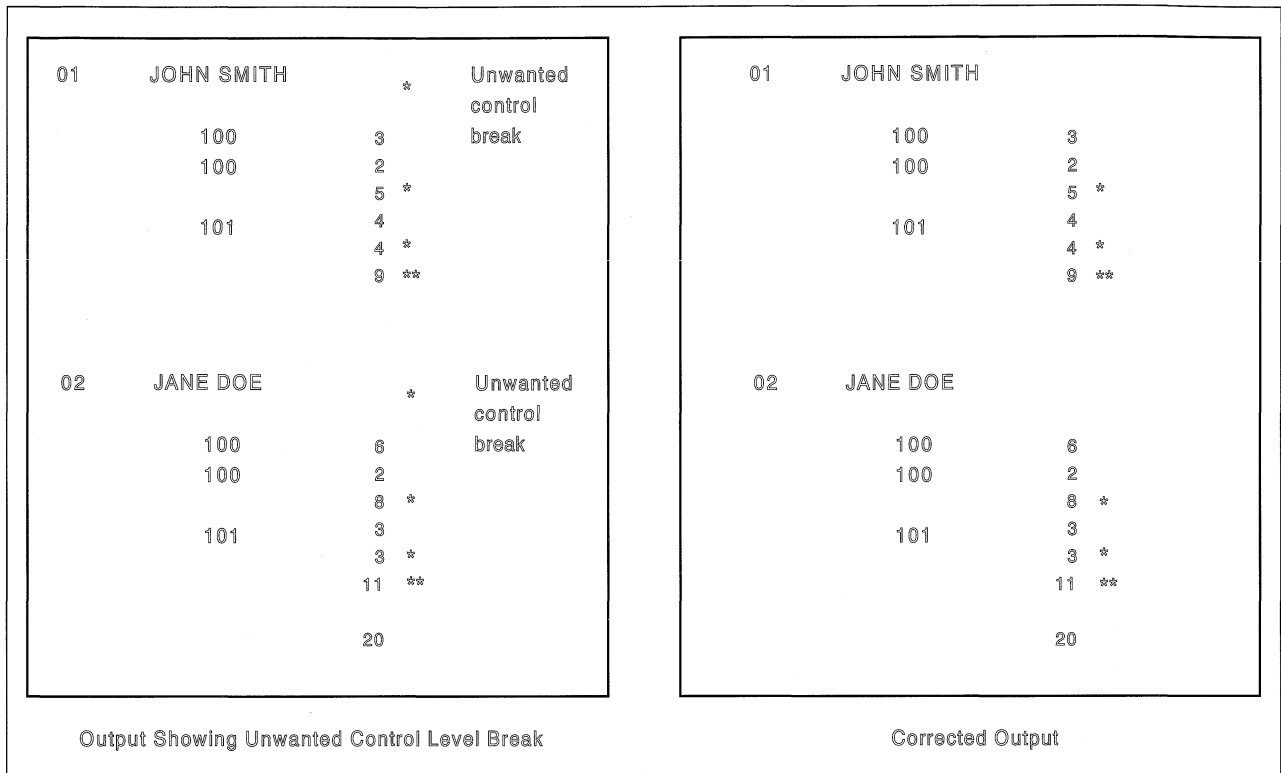 01 JOHN SMITH * Unwanted
control
100 3 break
100 2
5 *
101 4
4 *
9 **
02 JANE DOE * Unwanted
control
100 6 break
100 2
8 *
101 3
3 *
11 **
20
Output Showing Unwanted Control Level Break
01 JOHN SMITH
100 3
100 2
5 *
101 4
4 *
9 **
02 JANE DOE
100 6
100 2
8 *
101 3
3 *
11 **
20
Corrected Output